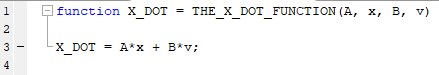 1 function X_DOT = THE_X_DOT_FUNCTION(A, x, B, v)
2
3 - X_DOT = A*x + B*v;
4